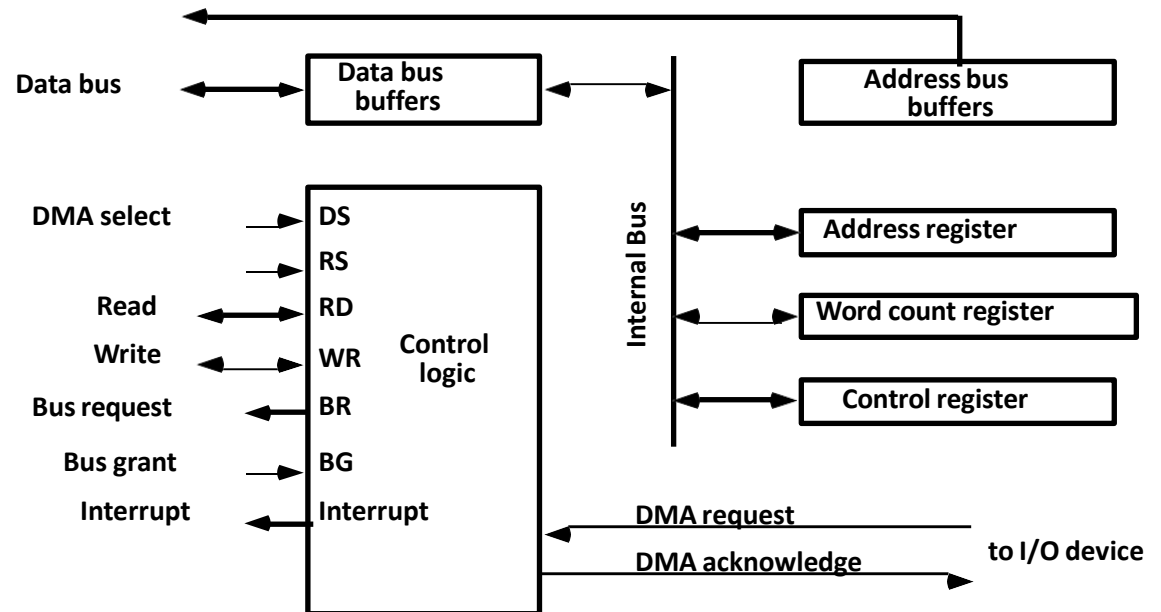 Data bus
Data bus
buffers
Address bus
buffers
DMA select
DS
RS
Read
RD
Write
WR
Bus request
BR
Bus grant
BG
Interrupt
Interrupt
Control
logic
Internal Bus
Address register
Word count register
Control register
DMA request
DMA acknowledge
to I/O device